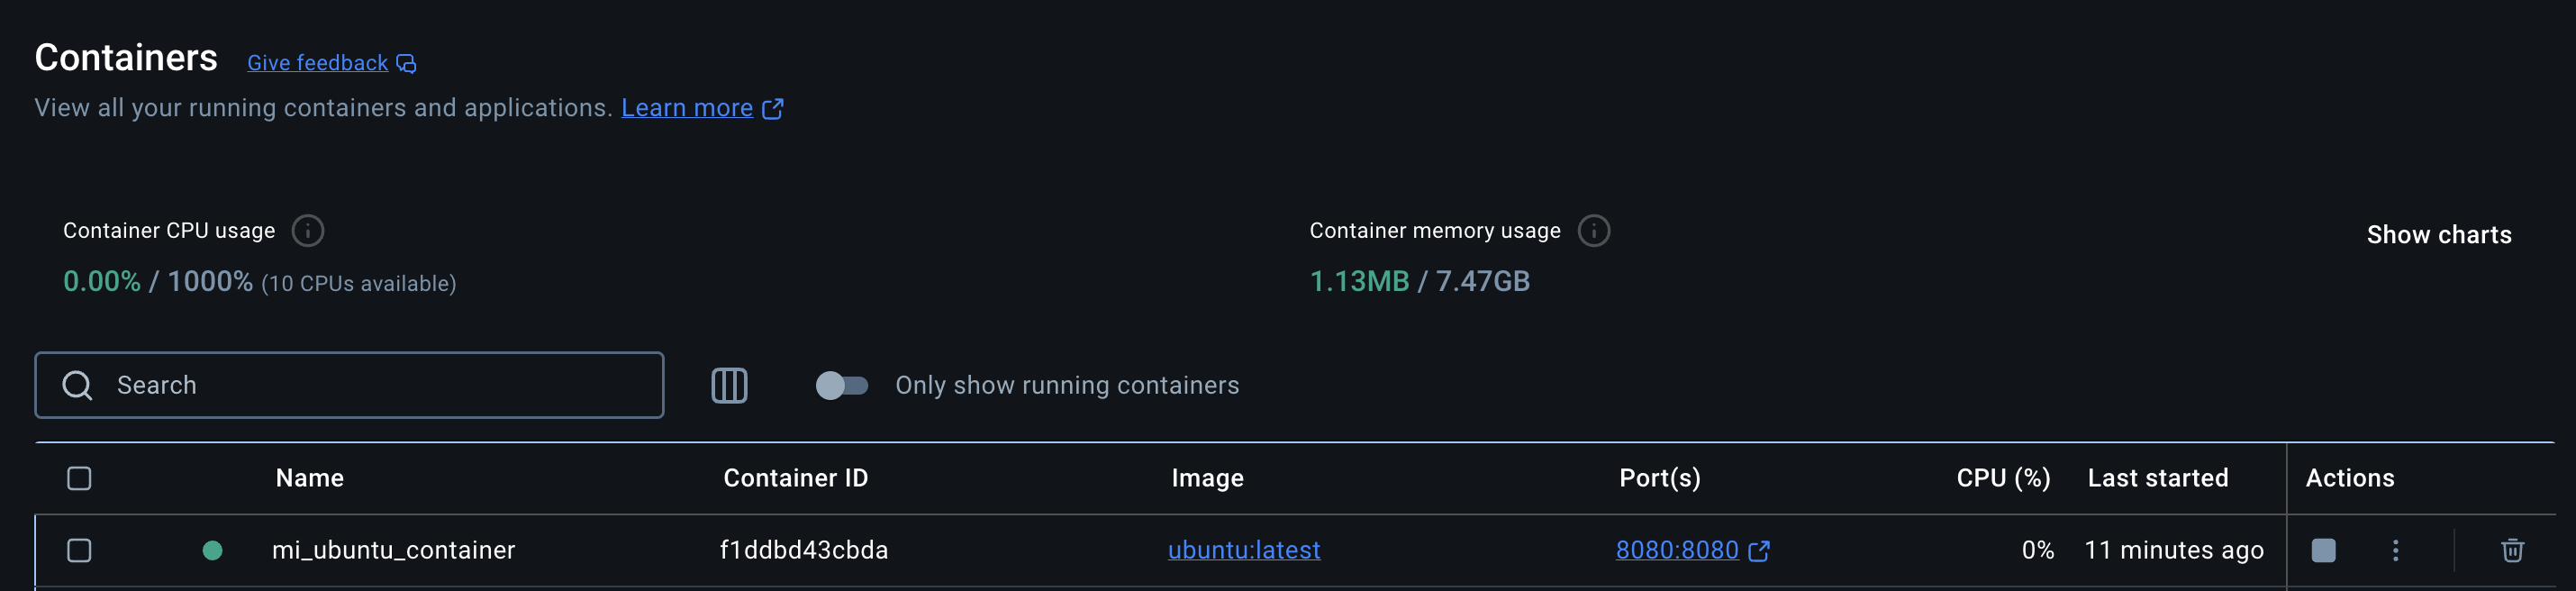 Containers Give feedback
View all your running containers and applications. Learn more
Container CPU usage
0.00% / 1000% (10 CPUs available)
Container memory usage
1.13MB / 7.47GB
Show charts
Search
Only show running containers
Name Container ID Image Port(s) CPU (%) Last started Actions
mi_ubuntu_container f1ddbd43cbda ubuntu:latest 8080:8080 0% 11 minutes ago